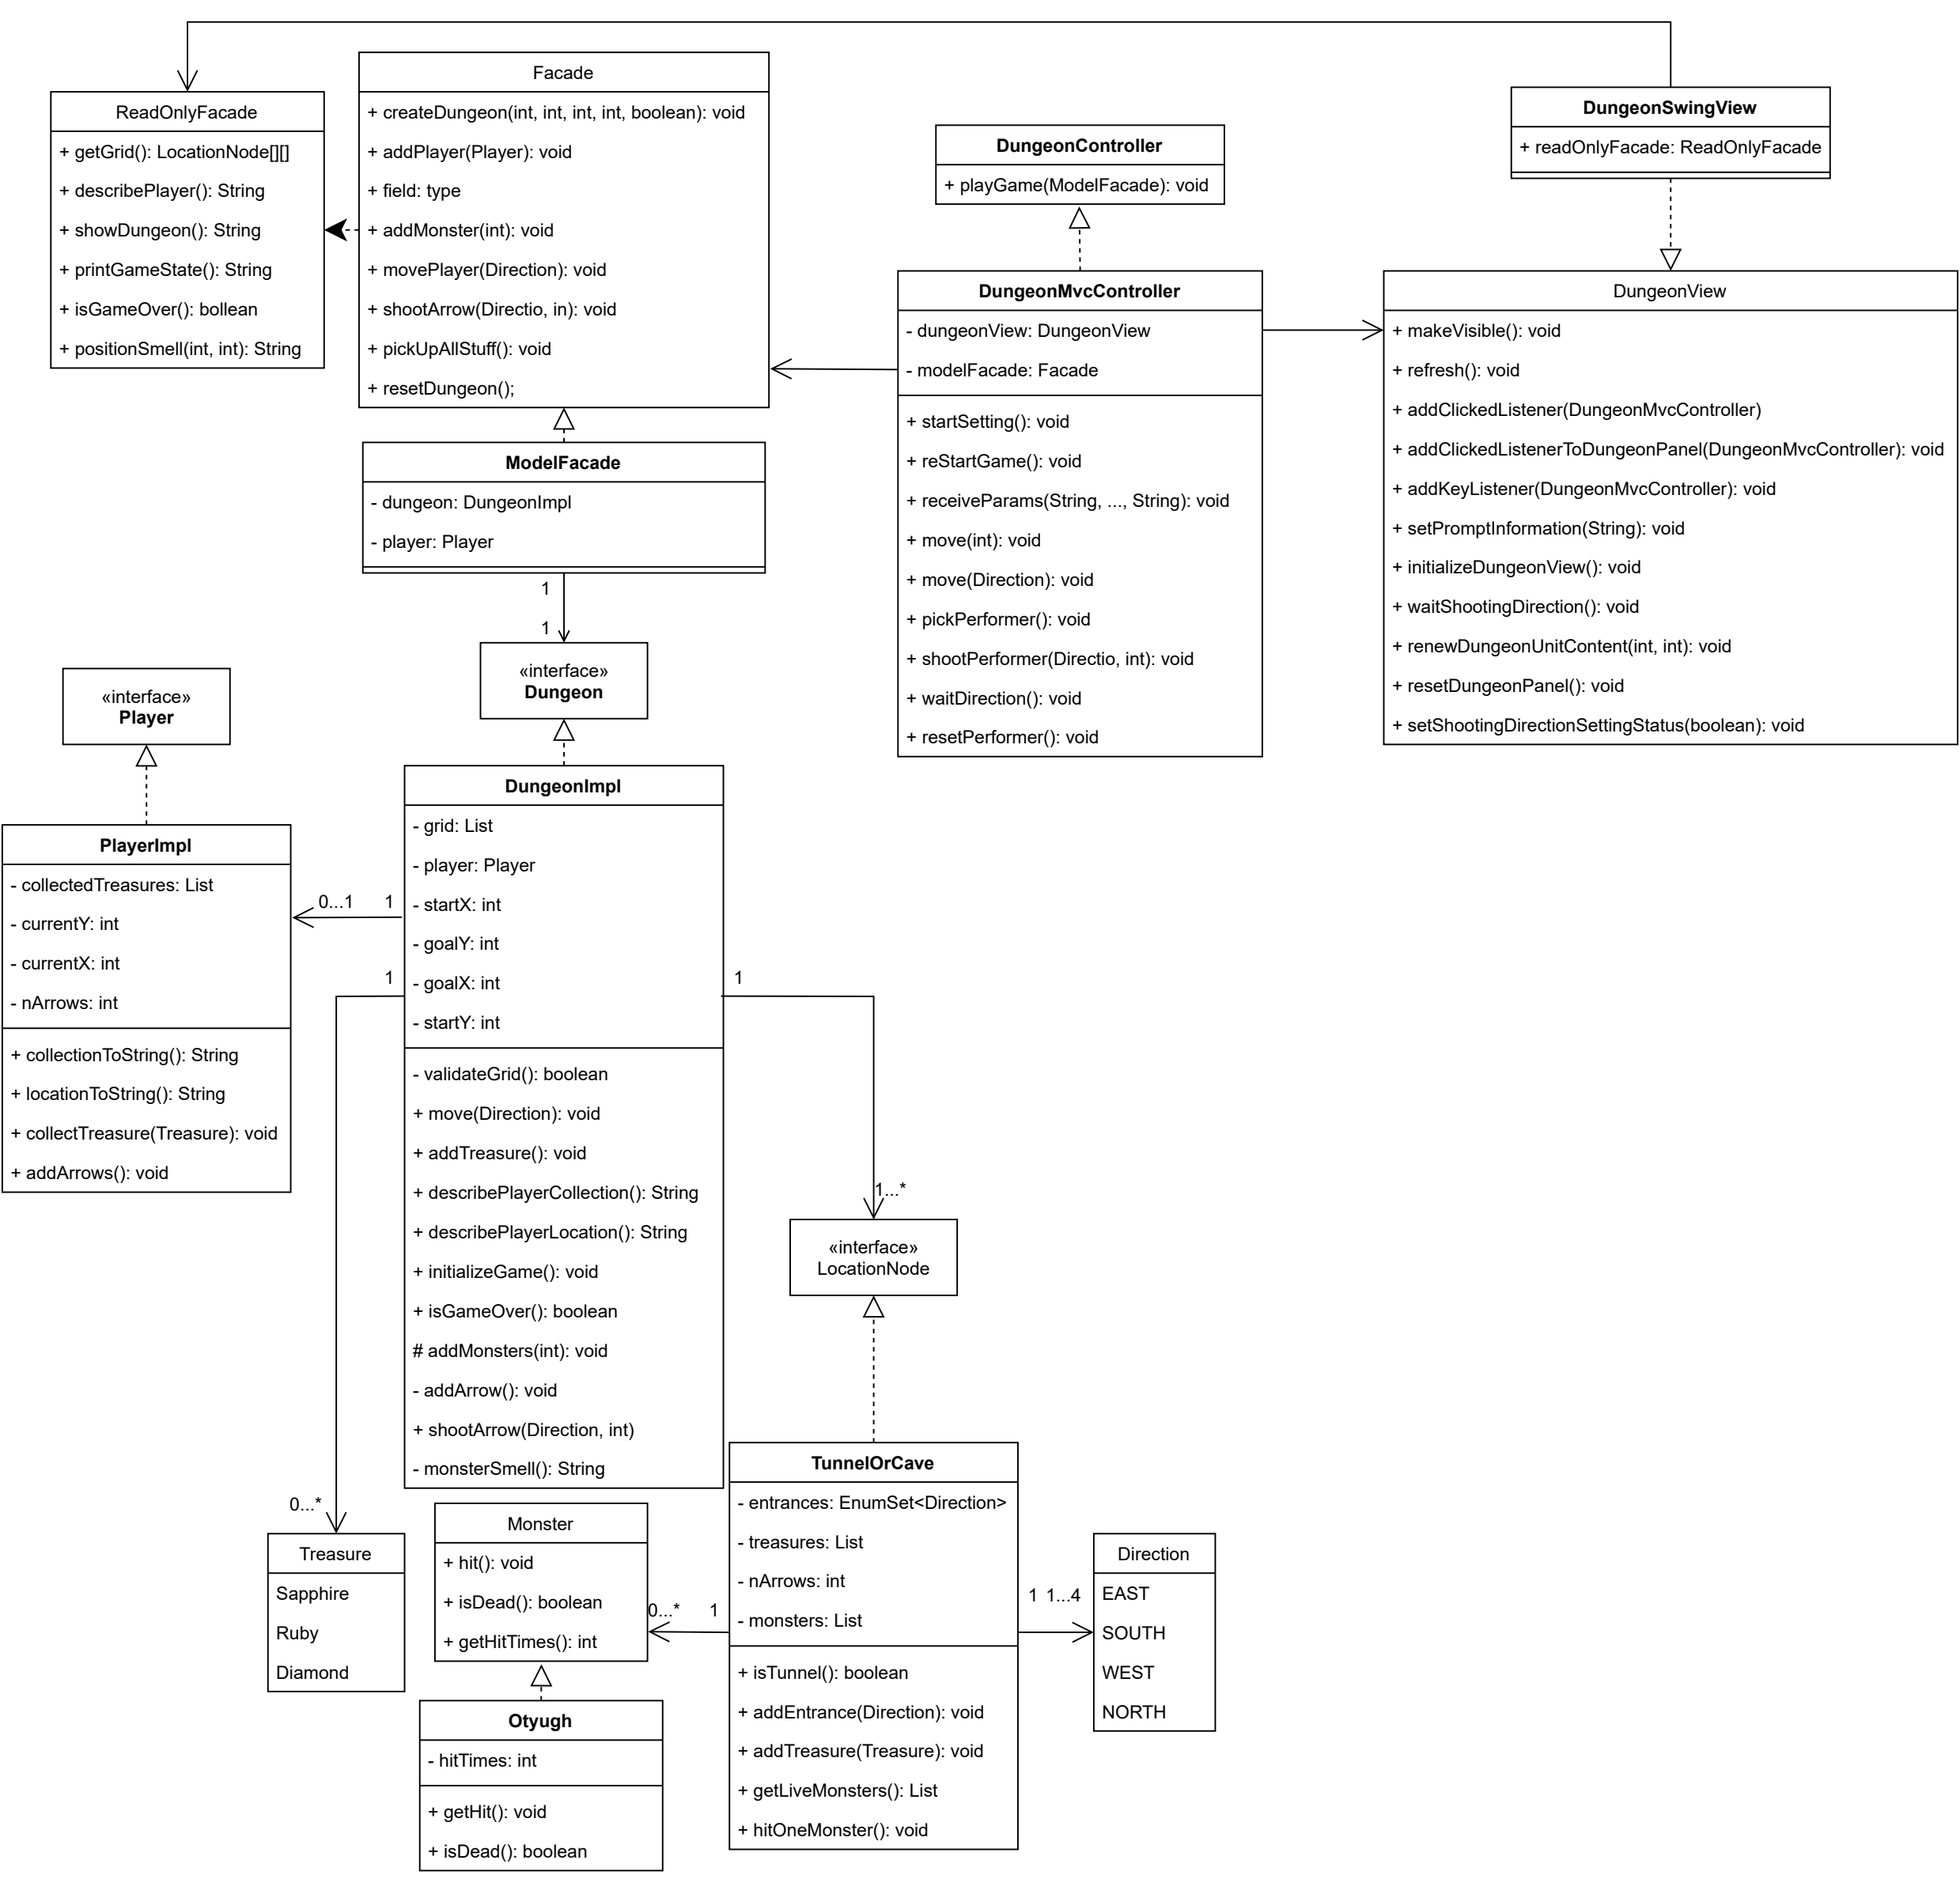 ReadOnlyFacade
+ getGrid(): LocationNode[][]
+ describePlayer(): String
+ showDungeon(): String
+ printGameState(): String
+ isGameOver(): bollean
+ positionSmell(int, int): String
Facade
+ createDungeon(int, int, int, int, boolean): void
+ addPlayer(Player): void
+ field: type
+ addMonster(int): void
+ movePlayer(Direction): void
+ shootArrow(Directio, in): void
+ pickUpAllStuff(): void
+ resetDungeon();
DungeonController
+ playGame(ModelFacade): void
DungeonSwingView
+ readOnlyFacade: ReadOnlyFacade
DungeonMvcController
- dungeonView: DungeonView
- modelFacade: Facade
+ startSetting(): void
+ reStartGame(): void
+ receiveParams(String, ..., String): void
+ move(int): void
+ move(Direction): void
+ pickPerformer(): void
+ shootPerformer(Directio, int): void
+ waitDirection(): void
+ resetPerformer(): void
DungeonView
+ makeVisible(): void
+ refresh(): void
+ addClickedListener(DungeonMvcController)
+ addClickedListenerToDungeonPanel(DungeonMvcController): void
+ addKeyListener(DungeonMvcController): void
+ setPromptInformation(String): void
+ initializeDungeonView(): void
+ waitShootingDirection(): void
+ renewDungeonUnitContent(int, int): void
+ resetDungeonPanel(): void
+ setShootingDirectionSettingStatus(boolean): void
ModelFacade
- dungeon: DungeonImpl
- player: Player
1
1
«interface»
Dungeon
«interface»
Player
PlayerImpl
- collectedTreasures: List
- currentY: int
- currentX: int
- nArrows: int
+ collectionToString(): String
+ locationToString(): String
+ collectTreasure(Treasure): void
+ addArrows(): void
0...1
1
1
DungeonImpl
- grid: List
- player: Player
- startX: int
- goalY: int
- goalX: int
- startY: int
- validateGrid(): boolean
+ move(Direction): void
+ addTreasure(): void
+ describePlayerCollection(): String
+ describePlayerLocation(): String
+ initializeGame(): void
+ isGameOver(): boolean
# addMonsters(int): void
- addArrow(): void
+ shootArrow(Direction, int)
- monsterSmell(): String
1
1...*
«interface»
LocationNode
0...*
Treasure
Sapphire
Ruby
Diamond
Monster
+ hit(): void
+ isDead(): boolean
+ getHitTimes(): int
0...*
1
Otyugh
- hitTimes: int
+ getHit(): void
+ isDead(): boolean
TunnelOrCave
- entrances: EnumSet<Direction>
- treasures: List
- nArrows: int
- monsters: List
+ isTunnel(): boolean
+ addEntrance(Direction): void
+ addTreasure(Treasure): void
+ getLiveMonsters(): List
+ hitOneMonster(): void
1
1...4
Direction
EAST
SOUTH
WEST
NORTH